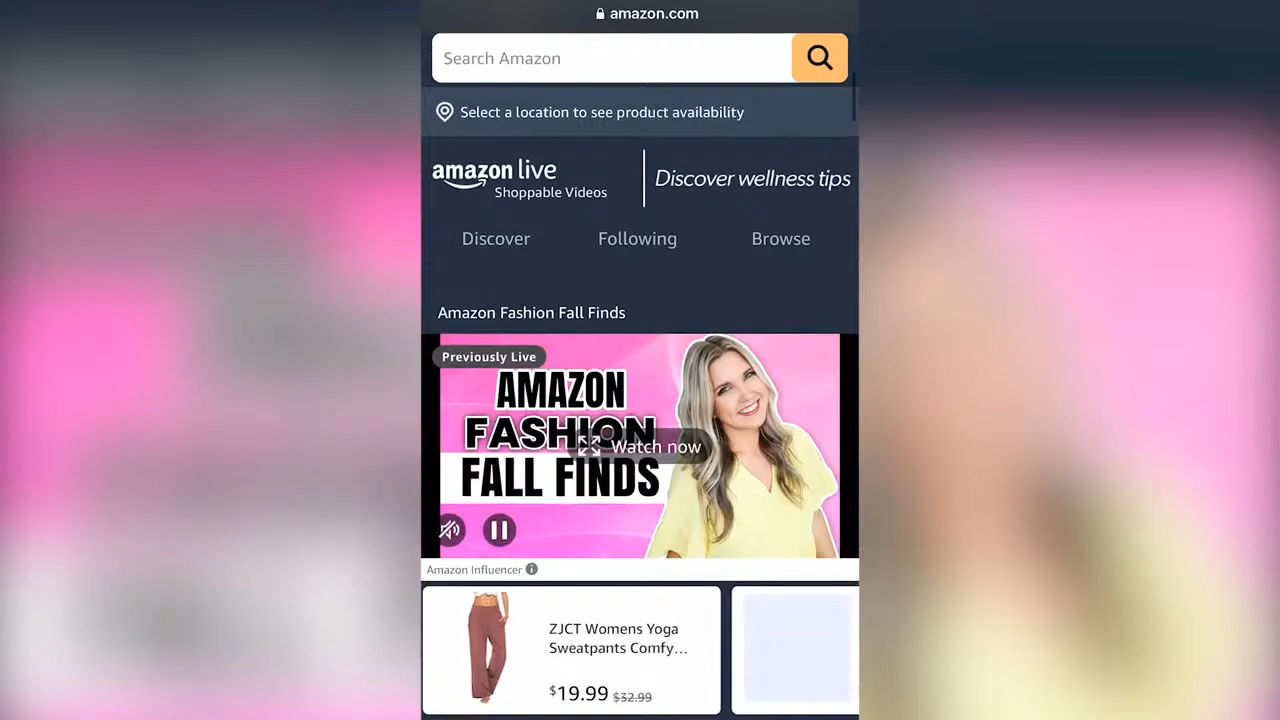 amazon.com
Search Amazon
Select a location to see product availability
amazon live
Shoppable Videos
Discover wellness tips
Discover
Following
Browse
Amazon Fashion Fall Finds
Previously Live
AMAZON
FASHION
Watch now
FALL FINDS
Amazon Influencer
ZJCT Womens Yoga
Sweatpants Comfy...
$19.99 $32.99